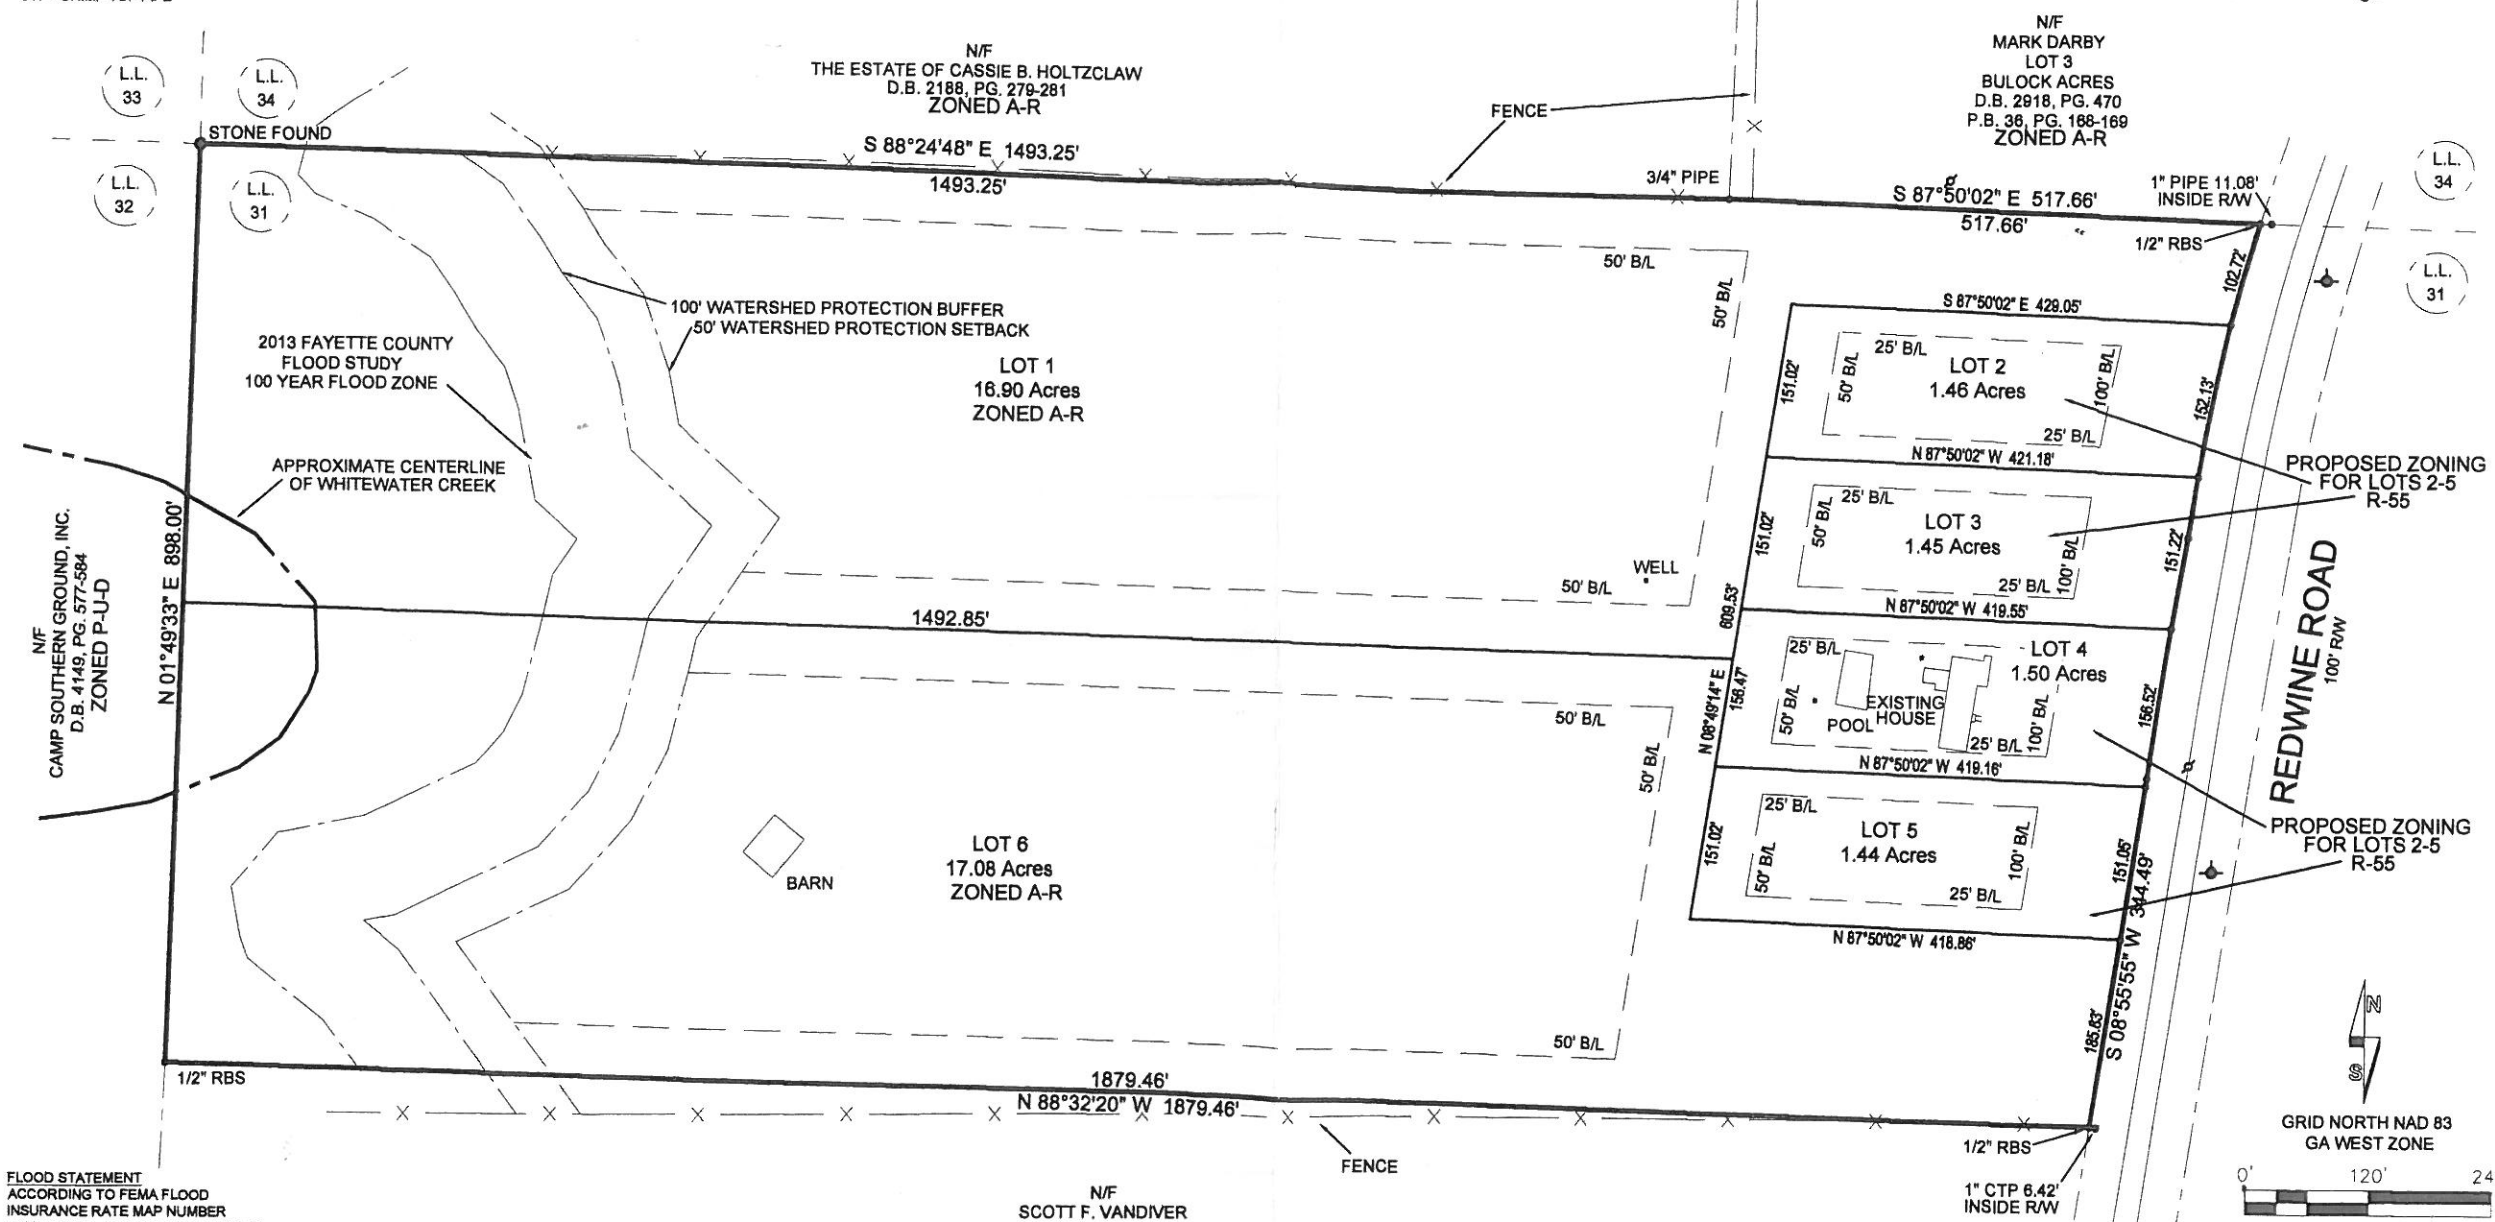 N/F
THE ESTATE OF CASSIE B. HOLTZCLAW
D.B. 2188, PG. 279-281
ZONED A-R
N/F
MARK DARBY
LOT 3
BULOCK ACRES
D.B. 2918, PG. 470
P.B. 36, PG. 168-169
ZONED A-R
L.L.
33
L.L.
34
STONE FOUND
L.L.
32
L.L.
31
FENCE
S 88°24'48" E 1493.25'
1493.25'
3/4" PIPE
S 87°50'02" E 517.66'
517.66'
1" PIPE 11.08'
INSIDE R/W
1/2" RBS
L.L.
34
L.L.
31
50' B/L
50' B/L
102.72'
100' WATERSHED PROTECTION BUFFER
50' WATERSHED PROTECTION SETBACK
2013 FAYETTE COUNTY
FLOOD STUDY
100 YEAR FLOOD ZONE
LOT 1
16.90 Acres
ZONED A-R
S 87°50'02" E 429.05'
25' B/L
50' B/L
LOT 2
1.46 Acres
100' B/L
25' B/L
151.02'
152.13'
N 87°50'02" W 421.18'
PROPOSED ZONING
FOR LOTS 2-5
R-55
APPROXIMATE CENTERLINE
OF WHITEWATER CREEK
25' B/L
50' B/L
LOT 3
1.45 Acres
100' B/L
25' B/L
151.02'
151.22'
N 87°50'02" W 419.55'
WELL
50' B/L
609.53'
N/F
CAMP SOUTHERN GROUND, INC.
D.B. 4149, PG. 577-584
ZONED P-U-D
N 01°49'33" E 898.00'
1492.85'
REDWINE ROAD
100' R/W
25' B/L
50' B/L
LOT 4
1.50 Acres
EXISTING
HOUSE
POOL
100' B/L
25' B/L
N 08°49'14" E
156.47'
156.52'
N 87°50'02" W 419.16'
50' B/L
50' B/L
25' B/L
50' B/L
LOT 5
1.44 Acres
100' B/L
25' B/L
151.02'
151.05'
N 87°50'02" W 418.86'
PROPOSED ZONING
FOR LOTS 2-5
R-55
BARN
LOT 6
17.08 Acres
ZONED A-R
S 08°55'55" W 344.49'
185.83'
50' B/L
1/2" RBS
1879.46'
N 88°32'20" W 1879.46'
FENCE
1/2" RBS
1" CTP 6.42'
INSIDE R/W
N
S
GRID NORTH NAD 83
GA WEST ZONE
0' 120' 24
FLOOD STATEMENT
ACCORDING TO FEMA FLOOD
INSURANCE RATE MAP NUMBER
N/F
SCOTT F. VANDIVER